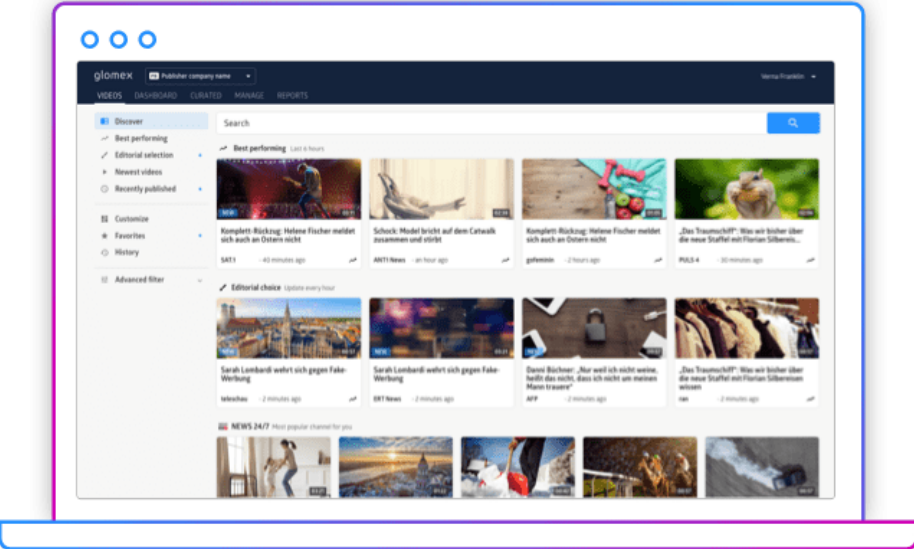 glomex
Publisher company name
Verna Franklin
VIDEOS DASHBOARD CURATED MANAGE REPORTS
Discover
Best performing
Editorial selection
Newest videos
Recently published
Customize
Favorites
History
Advanced filter
Search
Best performing Last 6 hours
NEW
Komplett-Rückzug: Helene Fischer meldet
sich auch an Ostern nicht
SAT.1 · 40 minutes ago
Schock: Model bricht auf dem Catwalk
zusammen und stirbt
ANT1 News · an hour ago
Komplett-Rückzug: Helene Fischer meldet
sich auch an Ostern nicht
gofeminin · 2 hours ago
„Das Traumschiff“: Was wir bisher über
die neue Staffel mit Florian Silbereis...
PULS 4 · 30 minutes ago
Editorial choice Update every hour
NEW
Sarah Lombardi wehrt sich gegen Fake-
Werbung
teleschau · 2 minutes ago
NEW
Sarah Lombardi wehrt sich gegen Fake-
Werbung
ERT News · 2 minutes ago
NEW
Danni Büchner: „Nur weil ich nicht weine,
heißt das nicht, dass ich nicht um meinen
Mann trauere“
AFP · 2 minutes ago
„Das Traumschiff“: Was wir bisher über
die neue Staffel mit Florian Silbereisen
wissen
ran · 2 minutes ago
NEWS 24/7 Most popular channel for you